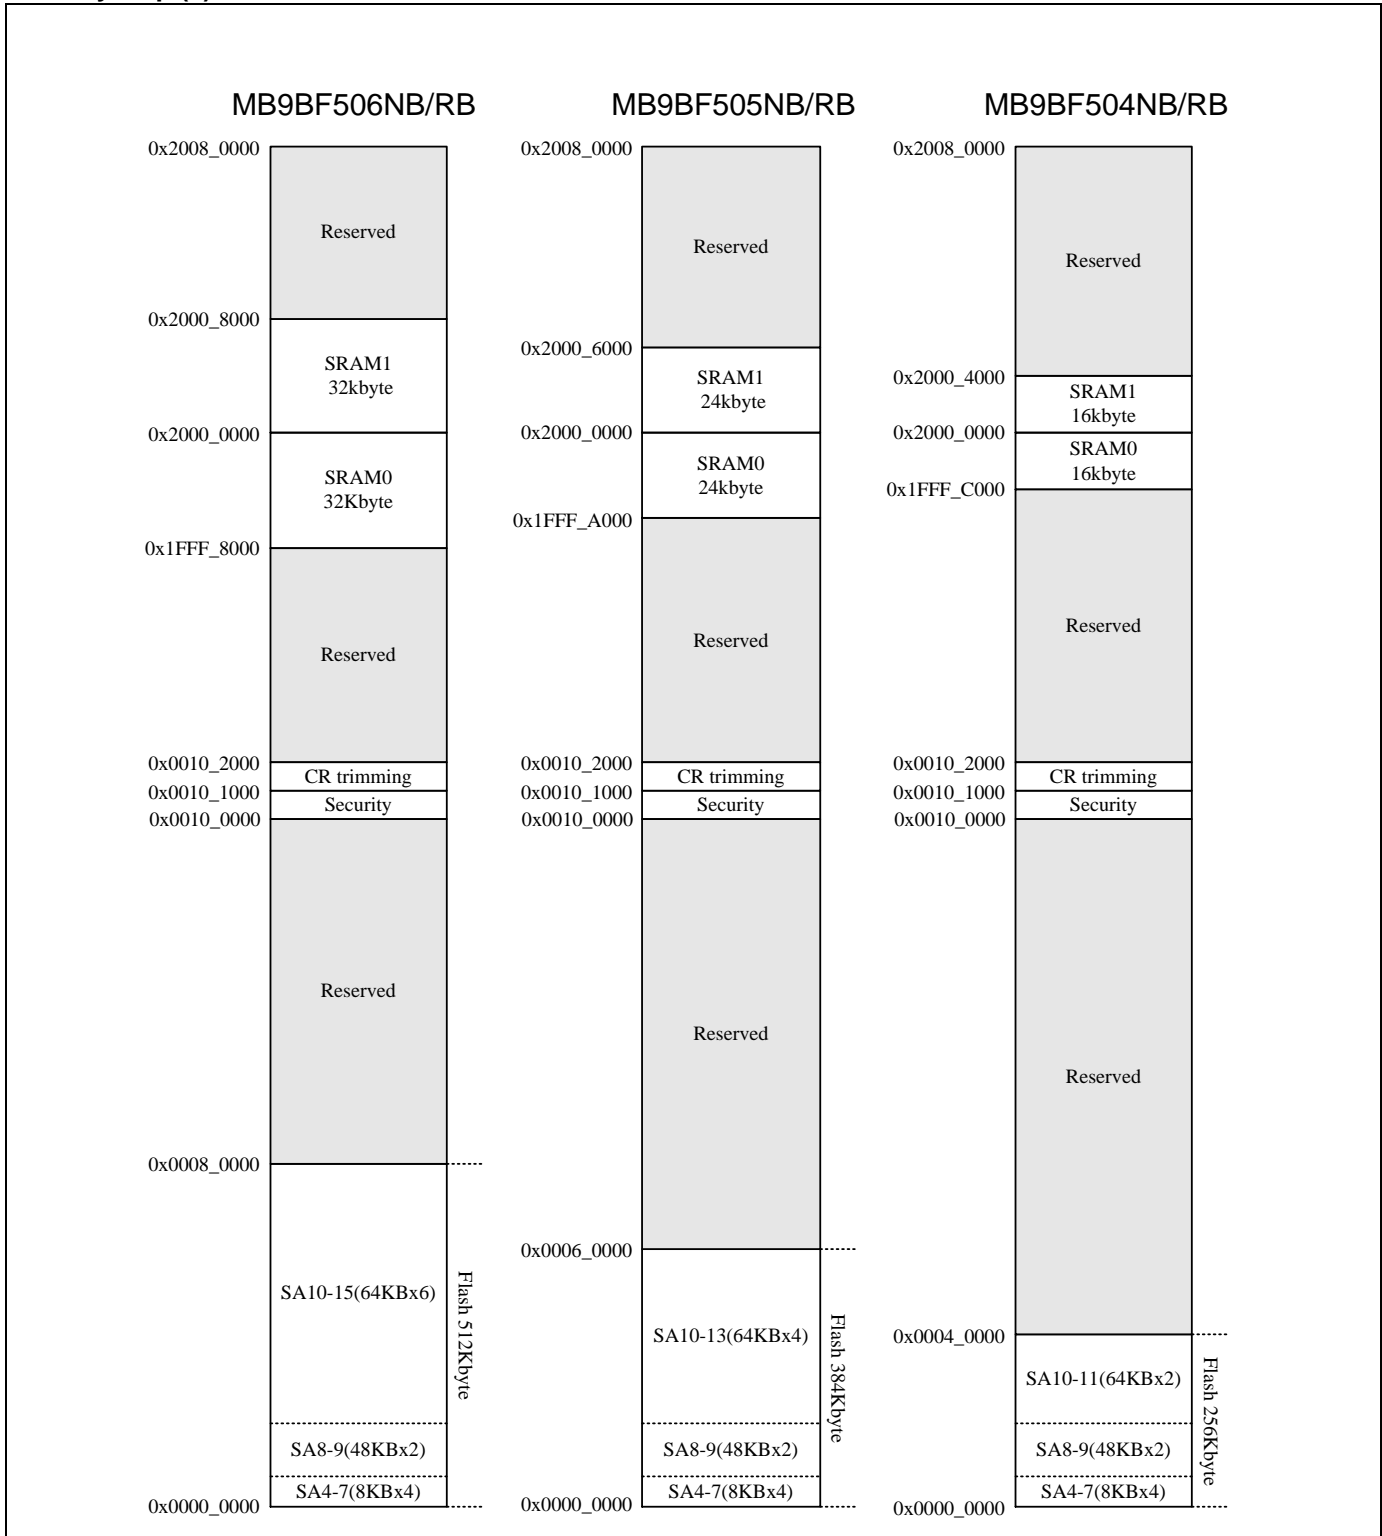 MB9BF506NB/RB
0x2008_0000
Reserved
0x2000_8000
SRAM1
32kbyte
0x2000_0000
SRAM0
32Kbyte
0x1FFF_8000
Reserved
0x0010_2000
CR trimming
0x0010_1000
Security
0x0010_0000
Reserved
0x0008_0000
SA10-15(64KBx6)
Flash 512Kbyte
SA8-9(48KBx2)
SA4-7(8KBx4)
0x0000_0000
MB9BF505NB/RB
0x2008_0000
Reserved
0x2000_6000
SRAM1
24kbyte
0x2000_0000
SRAM0
24kbyte
0x1FFF_A000
Reserved
0x0010_2000
CR trimming
0x0010_1000
Security
0x0010_0000
Reserved
0x0006_0000
SA10-13(64KBx4)
Flash 384Kbyte
SA8-9(48KBx2)
SA4-7(8KBx4)
0x0000_0000
MB9BF504NB/RB
0x2008_0000
Reserved
0x2000_4000
SRAM1
16kbyte
0x2000_0000
SRAM0
16kbyte
0x1FFF_C000
Reserved
0x0010_2000
CR trimming
0x0010_1000
Security
0x0010_0000
Reserved
0x0004_0000
SA10-11(64KBx2)
Flash 256Kbyte
SA8-9(48KBx2)
SA4-7(8KBx4)
0x0000_0000